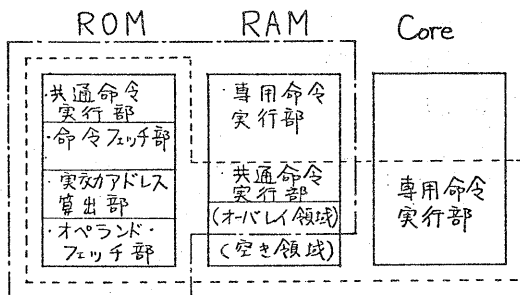 ROM
RAM
Core
・共通命令
実行部
・命令フェッチ部
・実効アドレス
算出部
・オペランド・
フェッチ部
・専用命令
実行部
共通命令
実行部
(オーバレイ領域)
(空き領域)
専用命令
実行部